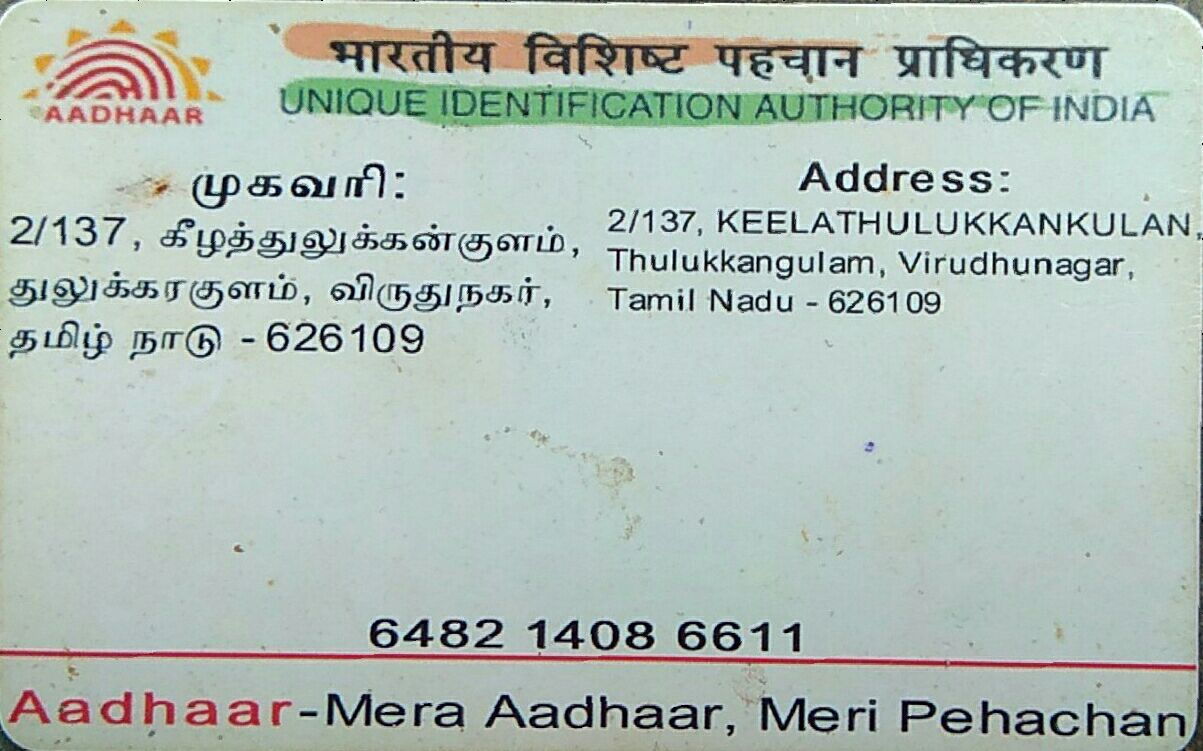 भारतीय विशिष्ट पहचान प्राधिकरण
UNIQUE IDENTIFICATION AUTHORITY OF INDIA
AADHAAR
முகவரி:
2/137, கீழத்துலுக்கன்குளம்,
துலுக்கரகுளம், விருதுநகர்,
தமிழ் நாடு - 626109
Address:
2/137, KEELATHULUKKANKULAN,
Thulukkangulam, Virudhunagar,
Tamil Nadu - 626109
6482 1408 6611
Aadhaar-Mera Aadhaar, Meri Pehachan